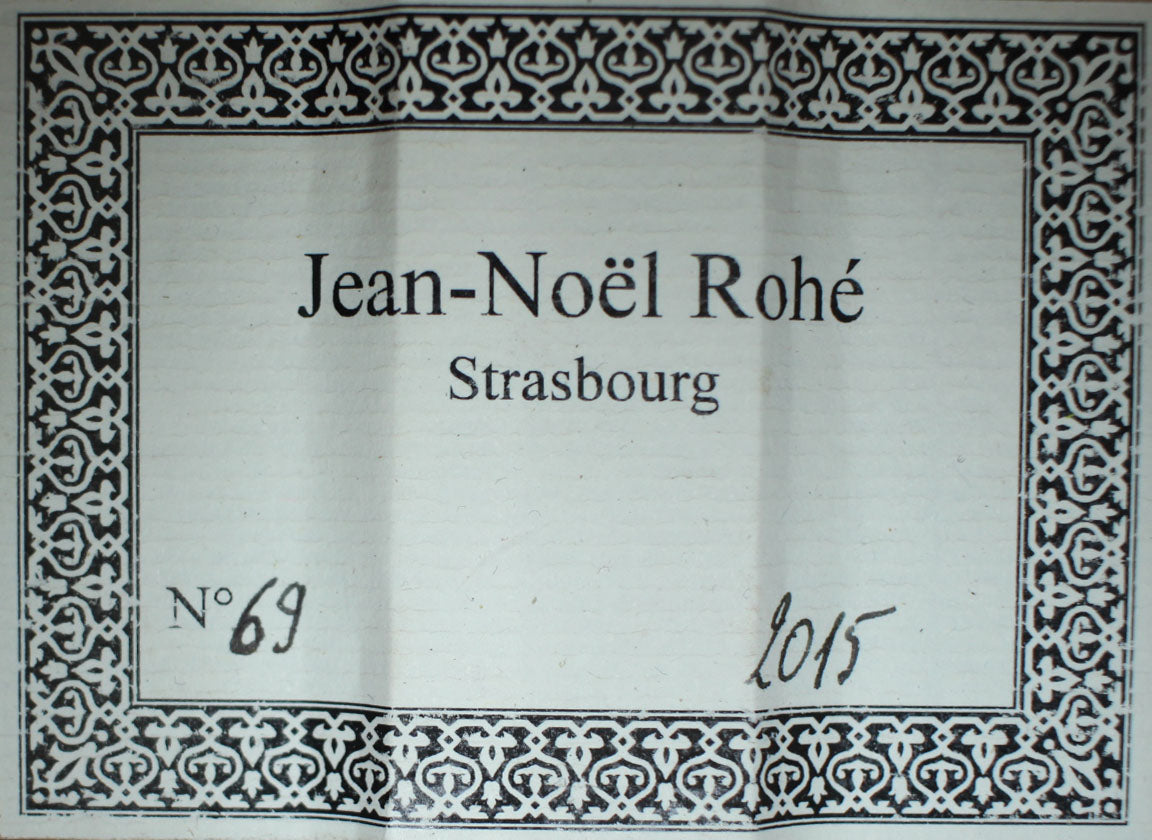 Jean-Noël Rohé
Strasbourg
N° 69 2015